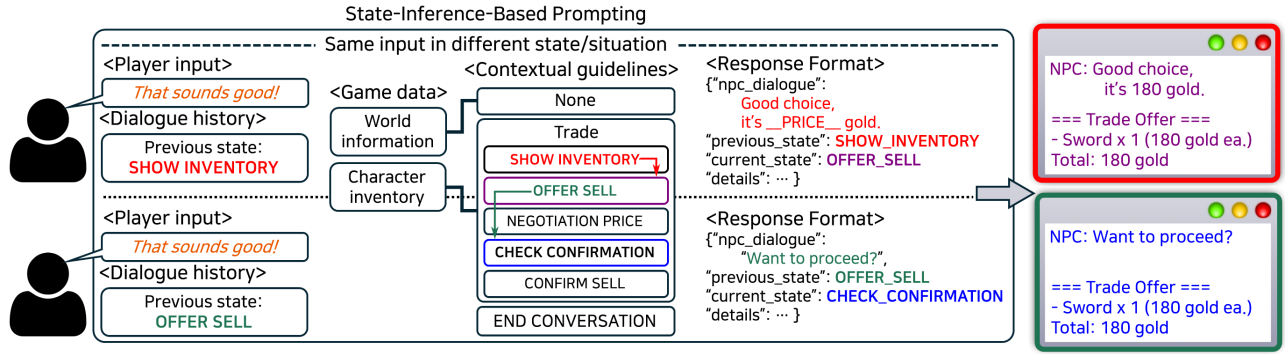 State-Inference-Based Prompting
Same input in different state/situation
<Player input>
That sounds good!
<Dialogue history>
Previous state:
SHOW INVENTORY
<Game data>
World
information
Character
inventory
<Contextual guidelines>
None
Trade
SHOW INVENTORY
OFFER SELL
NEGOTIATION PRICE
CHECK CONFIRMATION
CONFIRM SELL
END CONVERSATION
<Response Format>
{“npc_dialogue”:
Good choice,
it’s __PRICE__ gold.
“previous_state”: SHOW_INVENTORY
“current_state”: OFFER_SELL
“details”: ··· }
NPC: Good choice,
it’s 180 gold.
=== Trade Offer ===
- Sword x 1 (180 gold ea.)
Total: 180 gold
<Player input>
That sounds good!
<Dialogue history>
Previous state:
OFFER SELL
<Response Format>
{“npc_dialogue”:
“Want to proceed?”,
“previous_state”: OFFER_SELL
“current_state”: CHECK_CONFIRMATION
“details”: ··· }
NPC: Want to proceed?
=== Trade Offer ===
- Sword x 1 (180 gold ea.)
Total: 180 gold